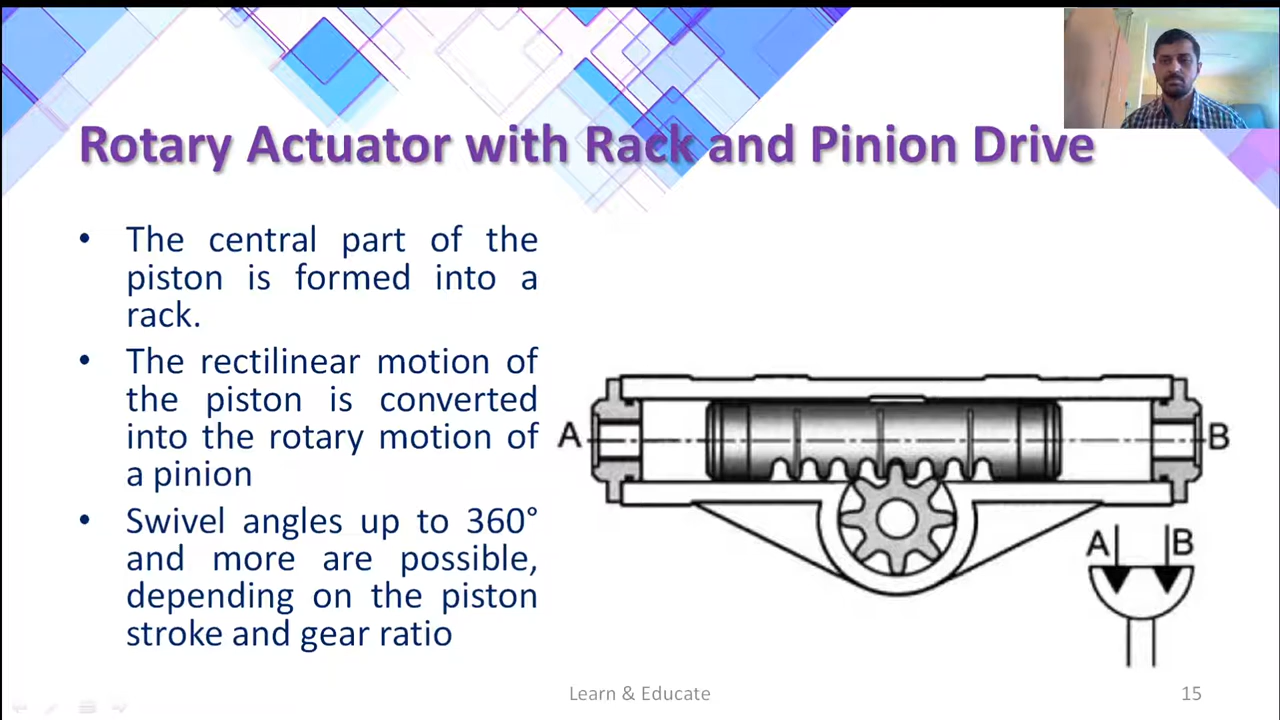 Rotary Actuator with Rack and Pinion Drive
• The central part of the
piston is formed into a
rack.
• The rectilinear motion of
the piston is converted
into the rotary motion of
a pinion
• Swivel angles up to 360°
and more are possible,
depending on the piston
stroke and gear ratio
A
B
A B
Learn & Educate
15